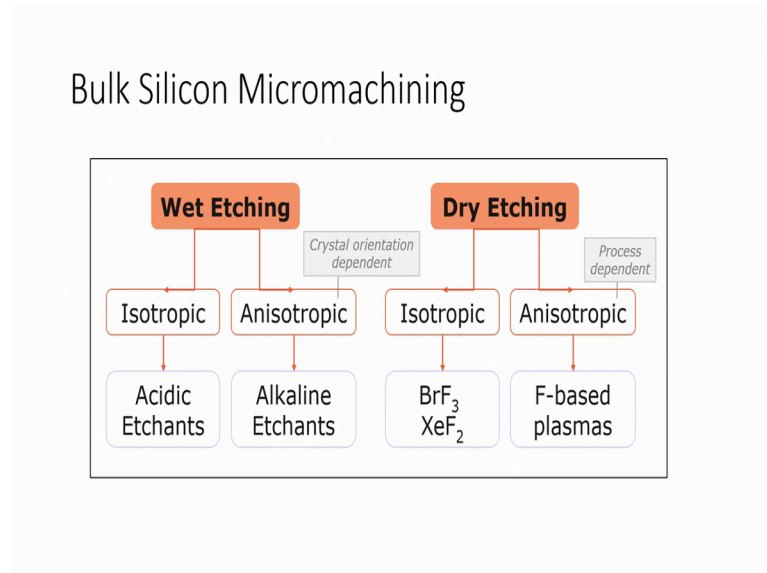 Bulk Silicon Micromachining
Wet Etching
Dry Etching
Crystal orientation
dependent
Process
dependent
Isotropic
Anisotropic
Isotropic
Anisotropic
Acidic
Etchants
Alkaline
Etchants
BrF₃
XeF₂
F-based
plasmas